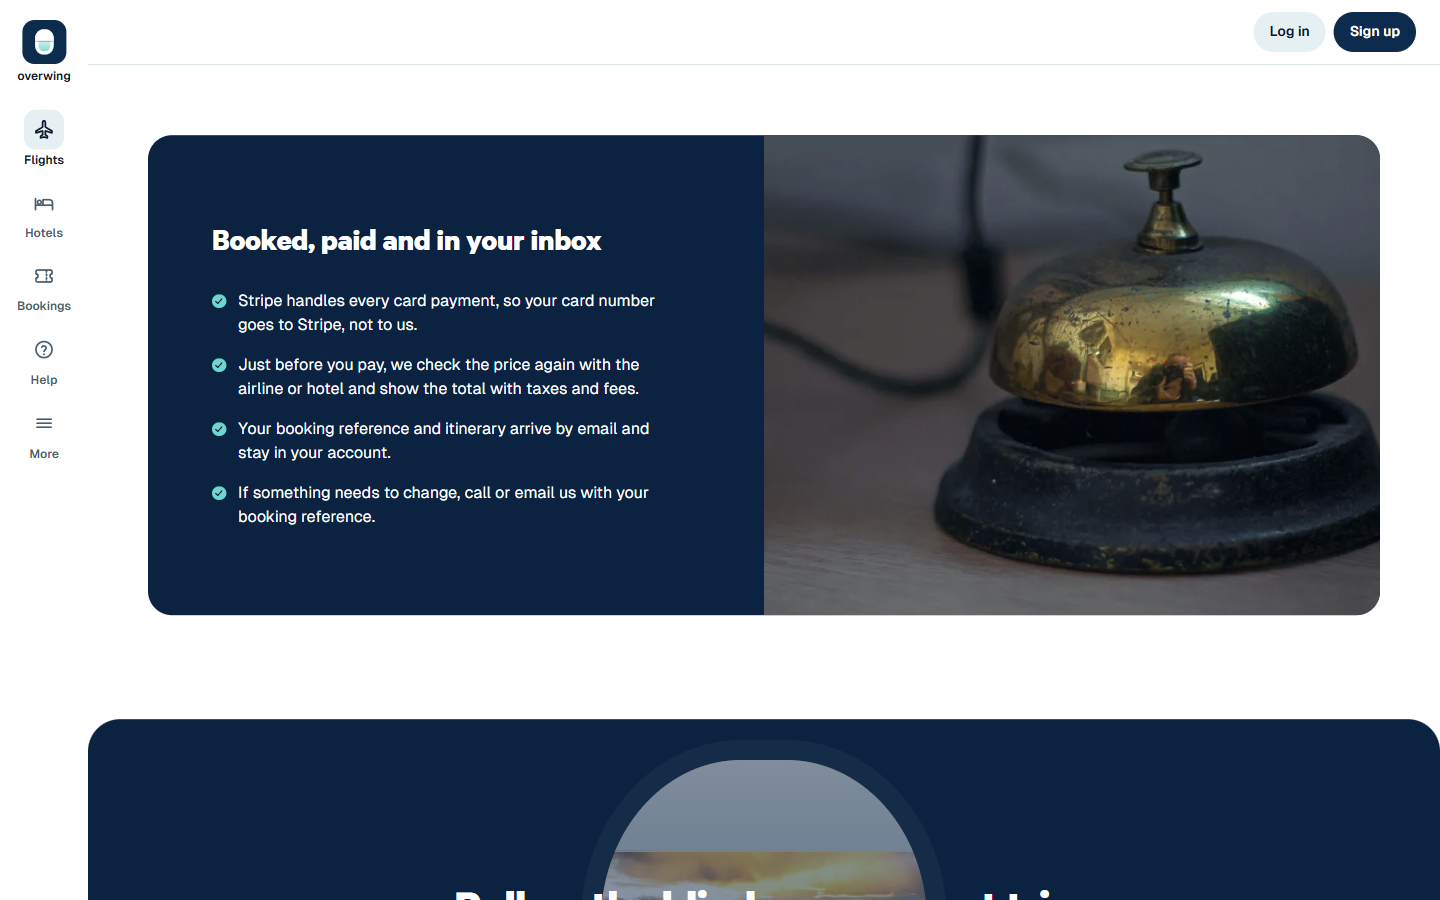 Log in
Sign up
overwing
Flights
Hotels
Bookings
Help
More
Booked, paid and in your inbox
Stripe handles every card payment, so your card number
goes to Stripe, not to us.
Just before you pay, we check the price again with the
airline or hotel and show the total with taxes and fees.
Your booking reference and itinerary arrive by email and
stay in your account.
If something needs to change, call or email us with your
booking reference.